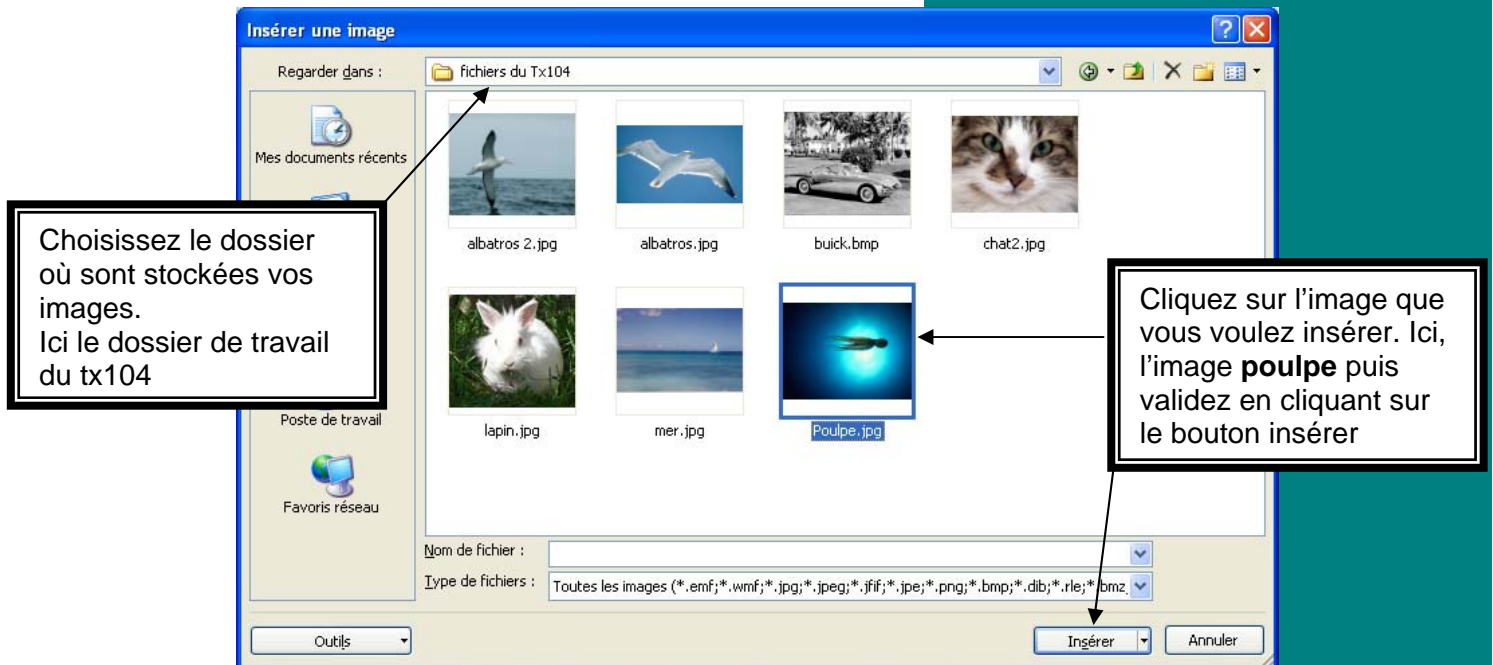 Insérer une image
Regarder dans :
fichiers du Tx104
Mes documents récents
albatros 2.jpg
albatros.jpg
buick.bmp
chat2.jpg
Choisissez le dossier
où sont stockées vos
images.
Ici le dossier de travail
du tx104
Cliquez sur l’image que
vous voulez insérer. Ici,
l’image poulpe puis
validez en cliquant sur
le bouton insérer
Poste de travail
lapin.jpg
mer.jpg
Poulpe.jpg
Favoris réseau
Nom de fichier :
Type de fichiers :
Toutes les images (*.emf;*.wmf;*.jpg;*.jpeg;*.jfif;*.jpe;*.png;*.bmp;*.dib;*.rle;*.bmz
Outils
Insérer
Annuler